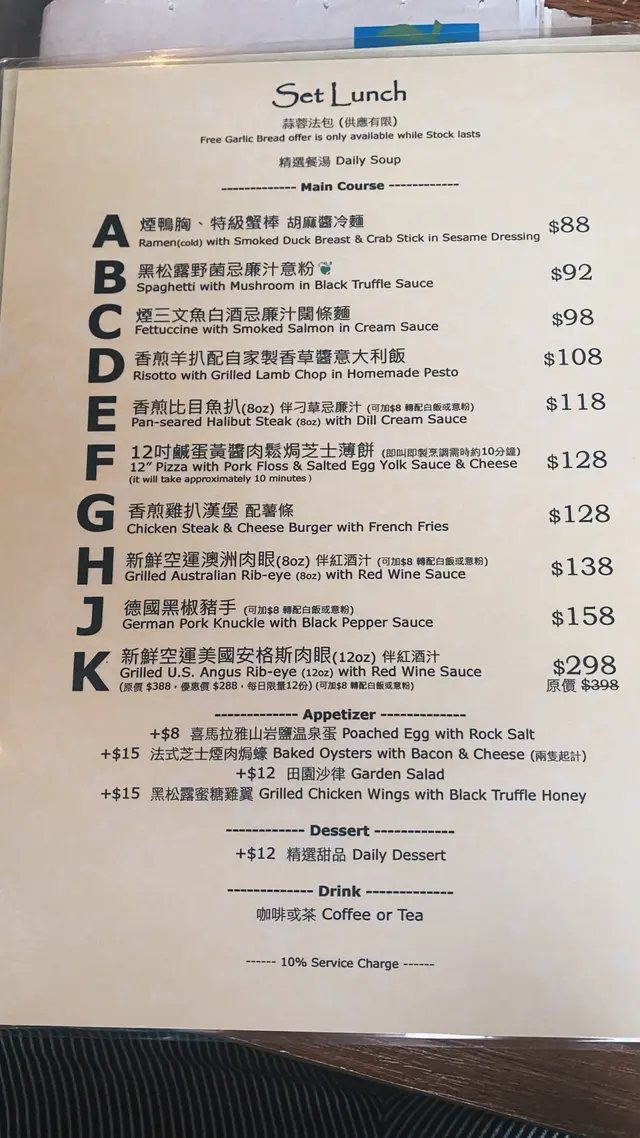 Set Lunch
蒜蓉法包 (供應有限)
Free Garlic Bread offer is only available while Stock lasts
精選餐湯 Daily Soup
------------- Main Course ------------
A 煙鴨胸、特級蟹棒 胡麻醬冷麵 $88
Ramen(cold) with Smoked Duck Breast & Crab Stick in Sesame Dressing
B 黑松露野菌忌廉汁意粉 $92
Spaghetti with Mushroom in Black Truffle Sauce
C 煙三文魚白酒忌廉汁闊條麵 $98
Fettuccine with Smoked Salmon in Cream Sauce
D 香煎羊扒配自家製香草醬意大利飯 $108
Risotto with Grilled Lamb Chop in Homemade Pesto
E 香煎比目魚扒(8oz) 伴刁草忌廉汁 (可加$8 轉配白飯或意粉) $118
Pan-seared Halibut Steak (8oz) with Dill Cream Sauce
F 12吋鹹蛋黃醬肉鬆焗芝士薄餅 (即叫即製烹調需時約10分鐘) $128
12” Pizza with Pork Floss & Salted Egg Yolk Sauce & Cheese
(it will take approximately 10 minutes)
G 香煎雞扒漢堡 配薯條 $128
Chicken Steak & Cheese Burger with French Fries
H 新鮮空運澳洲肉眼(8oz) 伴紅酒汁 (可加$8 轉配白飯或意粉) $138
Grilled Australian Rib-eye (8oz) with Red Wine Sauce
J 德國黑椒豬手 (可加$8 轉配白飯或意粉) $158
German Pork Knuckle with Black Pepper Sauce
K 新鮮空運美國安格斯肉眼(12oz) 伴紅酒汁 $298
Grilled U.S. Angus Rib-eye (12oz) with Red Wine Sauce
(原價 $388，優惠價 $288，每日限量12份) (可加$8 轉配白飯或意粉) 原價 $398
------------ Appetizer -------------
+$8 喜馬拉雅山岩鹽温泉蛋 Poached Egg with Rock Salt
+$15 法式芝士煙肉焗蠔 Baked Oysters with Bacon & Cheese (兩隻起計)
+$12 田園沙律 Garden Salad
+$15 黑松露蜜糖雞翼 Grilled Chicken Wings with Black Truffle Honey
------------ Dessert ------------
+$12 精選甜品 Daily Dessert
------------- Drink -------------
咖啡或茶 Coffee or Tea
------ 10% Service Charge ------